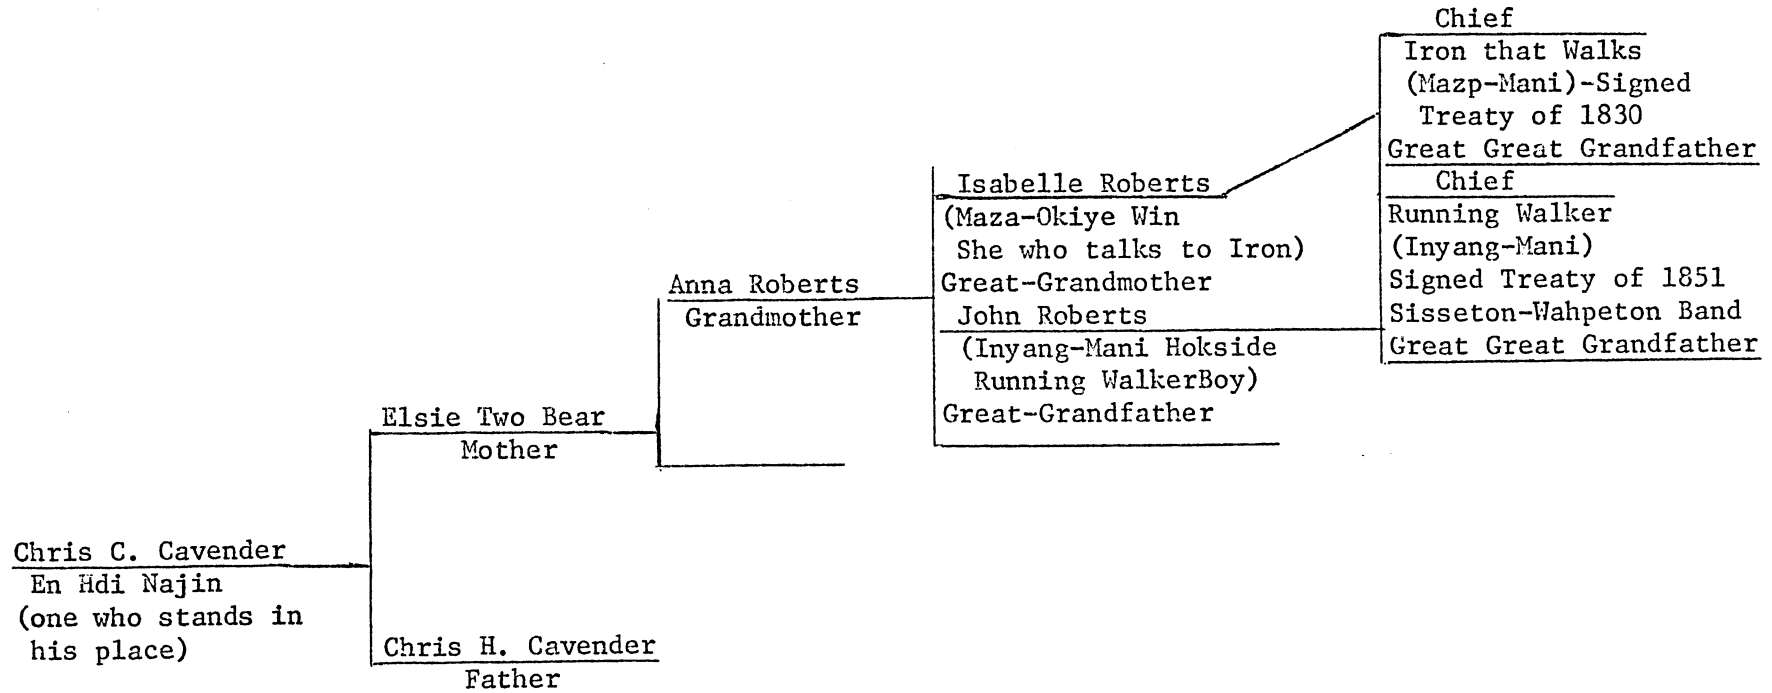 Chief
Iron that Walks
(Mazp-Mani)-Signed
Treaty of 1830
Great Great Grandfather
Chief
Running Walker
(Inyang-Mani)
Signed Treaty of 1851
Sisseton-Wahpeton Band
Great Great Grandfather
Isabelle Roberts
(Maza-Okiye Win
She who talks to Iron)
Great-Grandmother
John Roberts
(Inyang-Mani Hokside
Running WalkerBoy)
Great-Grandfather
Anna Roberts
Grandmother
Elsie Two Bear
Mother
Chris C. Cavender
En Hdi Najin
(one who stands in
his place)
Chris H. Cavender
Father